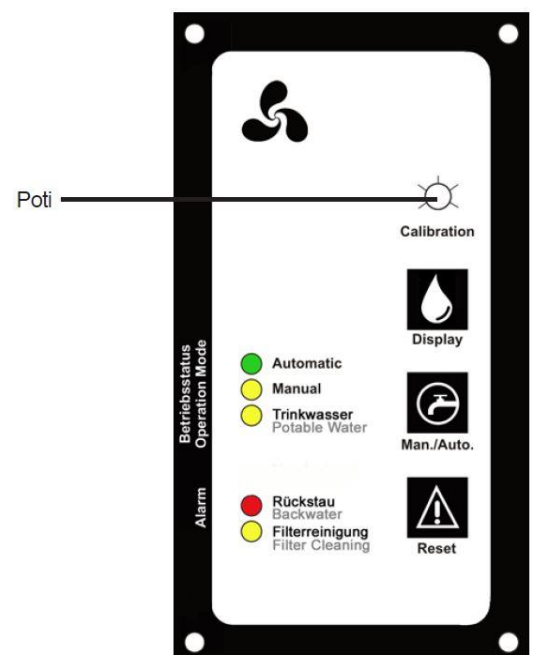 Poti
Calibration
Display
Betriebsstatus
Operation Mode
Automatic
Manual
Trinkwasser
Potable Water
Man./Auto.
Alarm
Rückstau
Backwater
Filterreinigung
Filter Cleaning
Reset